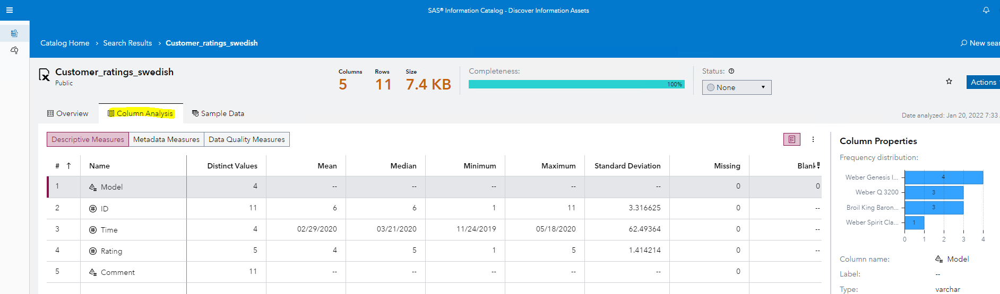 SAS® Information Catalog - Discover Information Assets
Catalog Home > Search Results > Customer_ratings_swedish
New sear
Customer_ratings_swedish
Public
Columns Rows Size
5 11 7.4 KB
Completeness:
100%
Status:
None
Actions
Overview Column Analysis Sample Data
Date analyzed: Jan 20, 2022 7:33
Descriptive Measures Metadata Measures Data Quality Measures
# ↑ Name Distinct Values Mean Median Minimum Maximum Standard Deviation Missing Blank
1 Model 4 -- -- -- -- -- 0 0
2 ID 11 6 6 1 11 3.316625 0 --
3 Time 4 02/29/2020 03/21/2020 11/24/2019 05/18/2020 62.49364 0 --
4 Rating 5 4 5 1 5 1.414214 0 --
5 Comment 11 -- -- -- -- -- 0
Column Properties
Frequency distribution:
Weber Genesis I... 4
Weber Q 3200 3
Broil King Baron... 3
Weber Spirit Cla... 1
0 1 2 3 4
Column name: Model
Label: --
Type: varchar